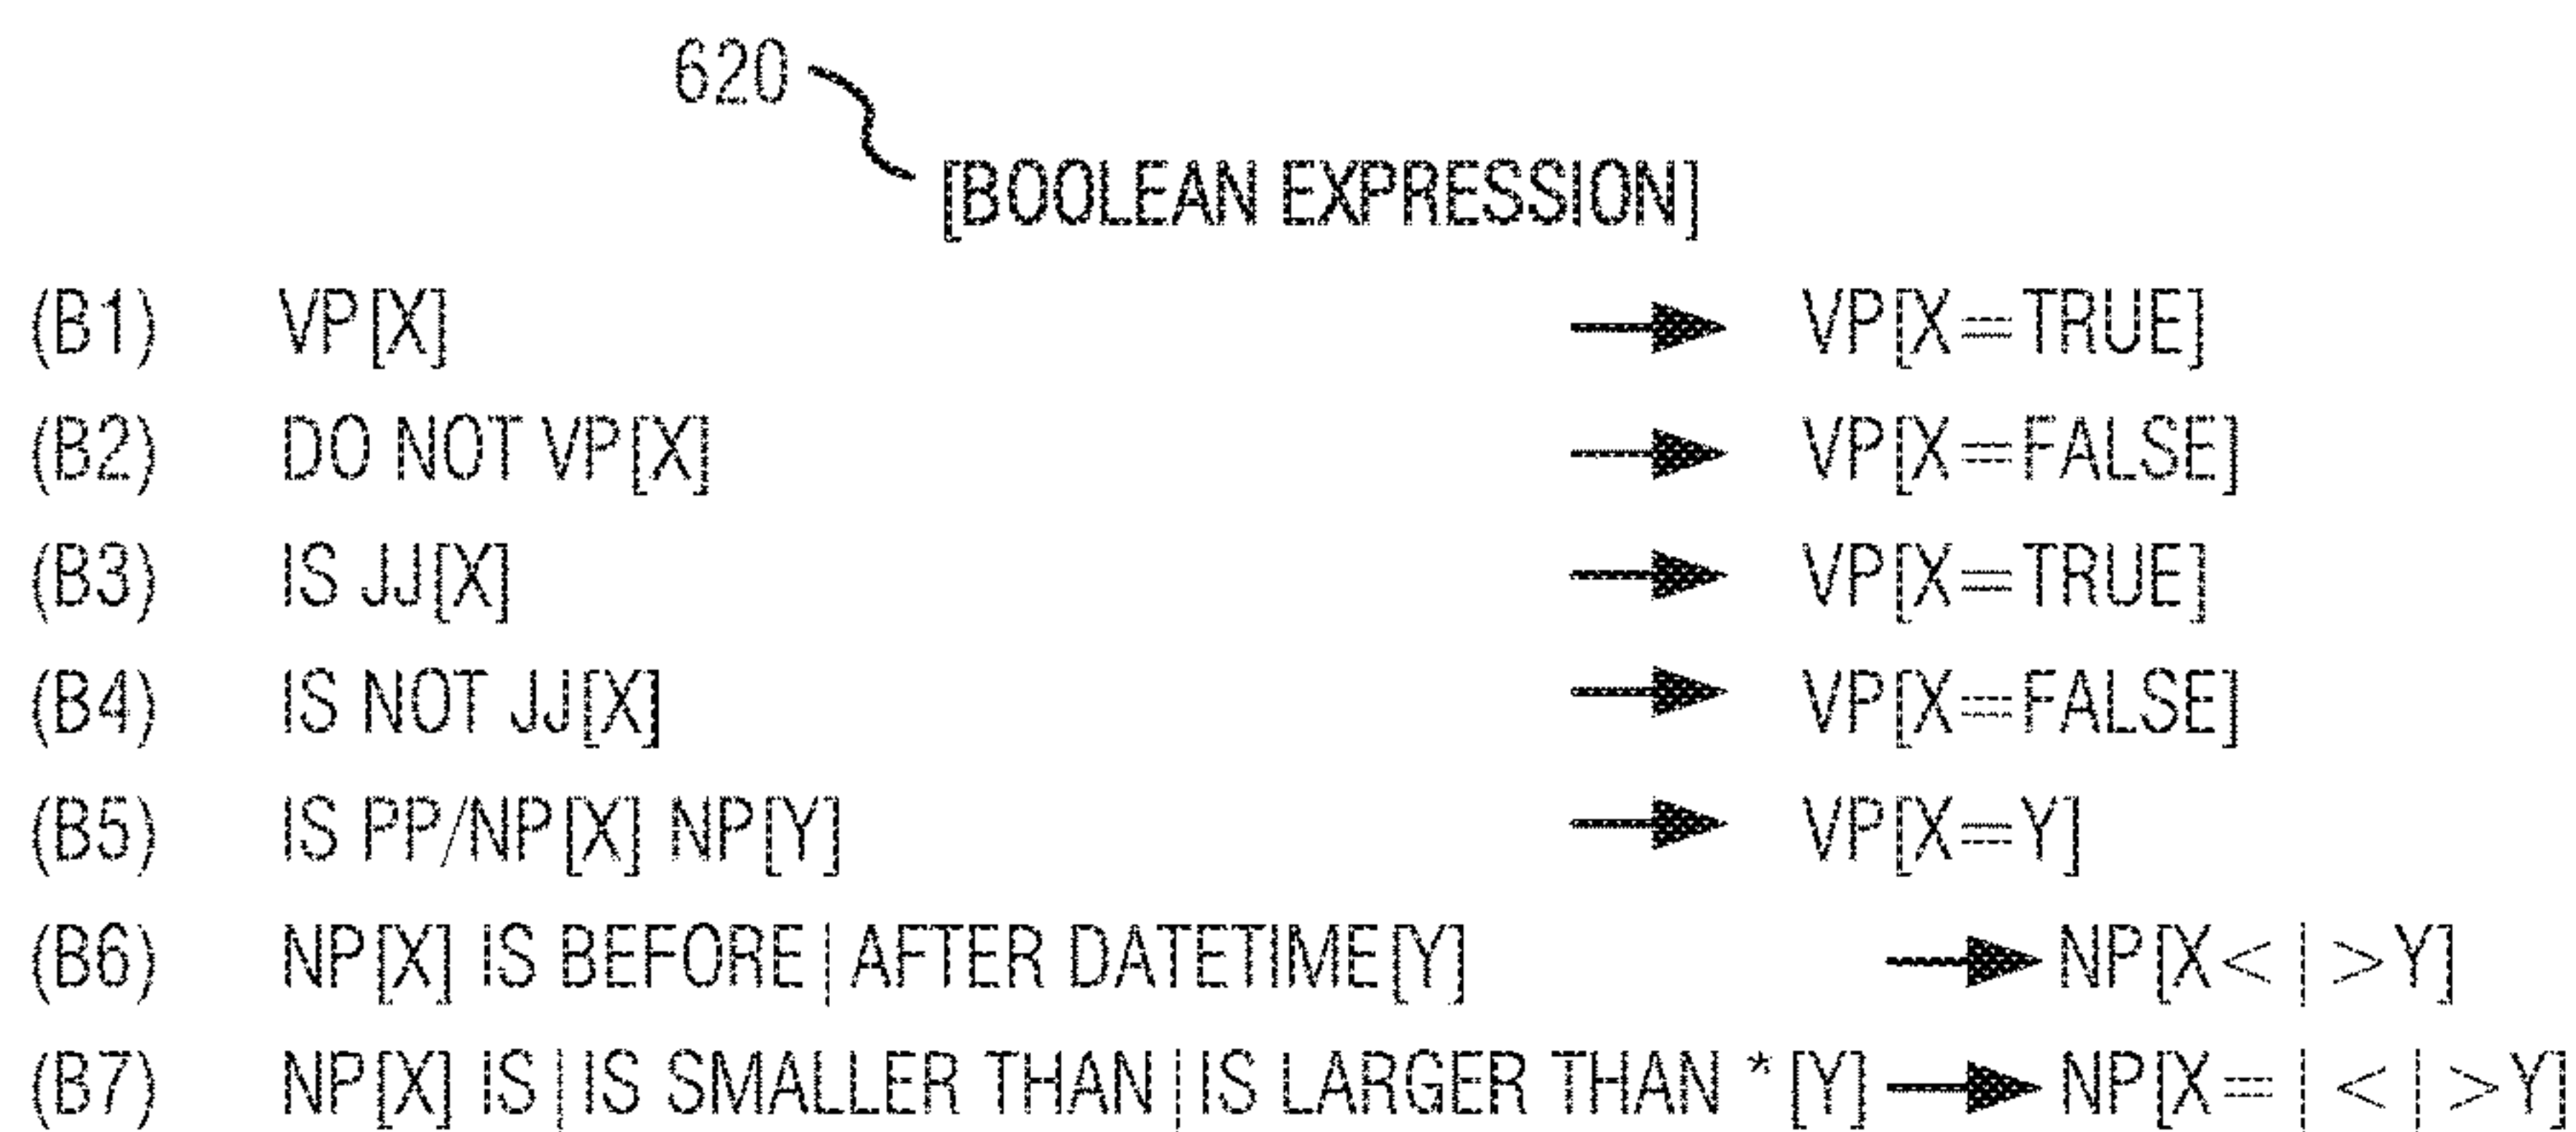 620
[BOOLEAN EXPRESSION]
(B1) VP[X] → VP[X==TRUE]
(B2) DO NOT VP[X] → VP[X==FALSE]
(B3) IS JJ[X] → VP[X==TRUE]
(B4) IS NOT JJ[X] → VP[X==FALSE]
(B5) IS PP/NP[X] NP[Y] → VP[X==Y]
(B6) NP[X] IS BEFORE | AFTER DATETIME[Y] → NP[X< | >Y]
(B7) NP[X] IS | IS SMALLER THAN | IS LARGER THAN *[Y] → NP[X== | < | >Y]